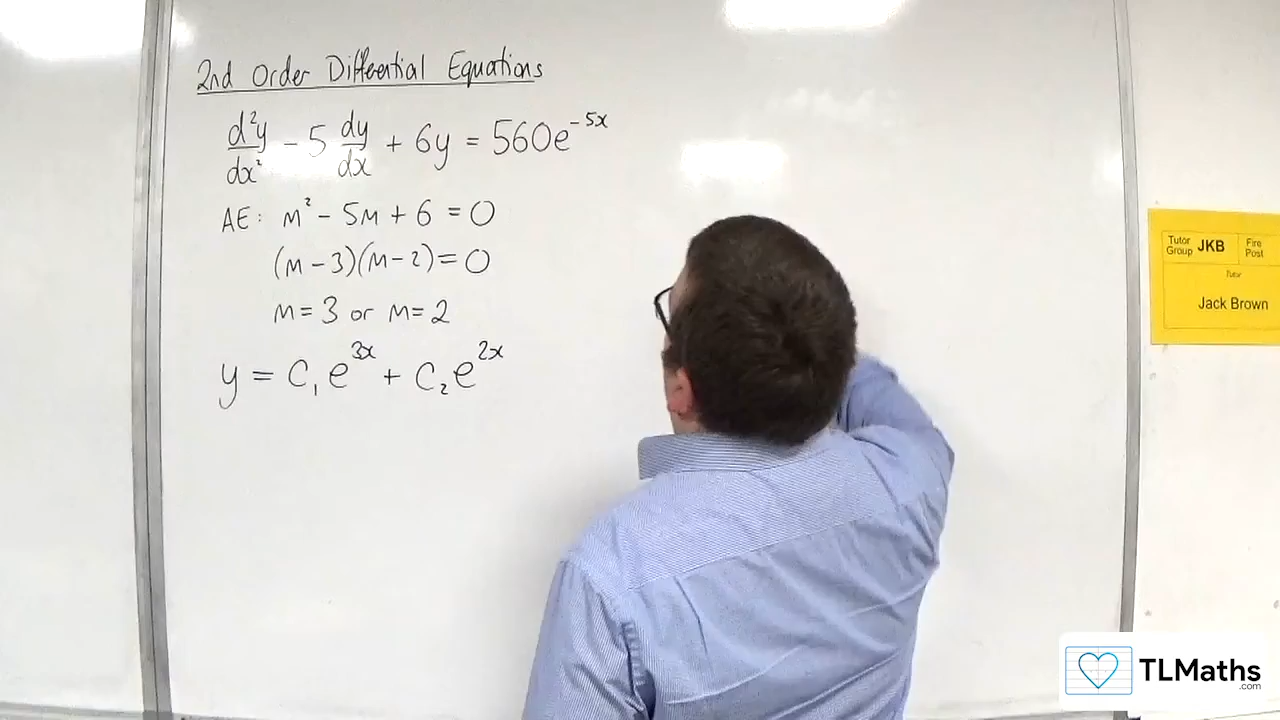 2nd Order Differential Equations
d²y/dx² - 5 dy/dx + 6y = 560e^-5x
AE: m² - 5m + 6 = 0
(m - 3)(m - 2) = 0
m = 3 or m = 2
y = C₁e^3x + C₂e^2x
Tutor Group JKB Fire Post
Tutor
Jack Brown
TLMaths
.com